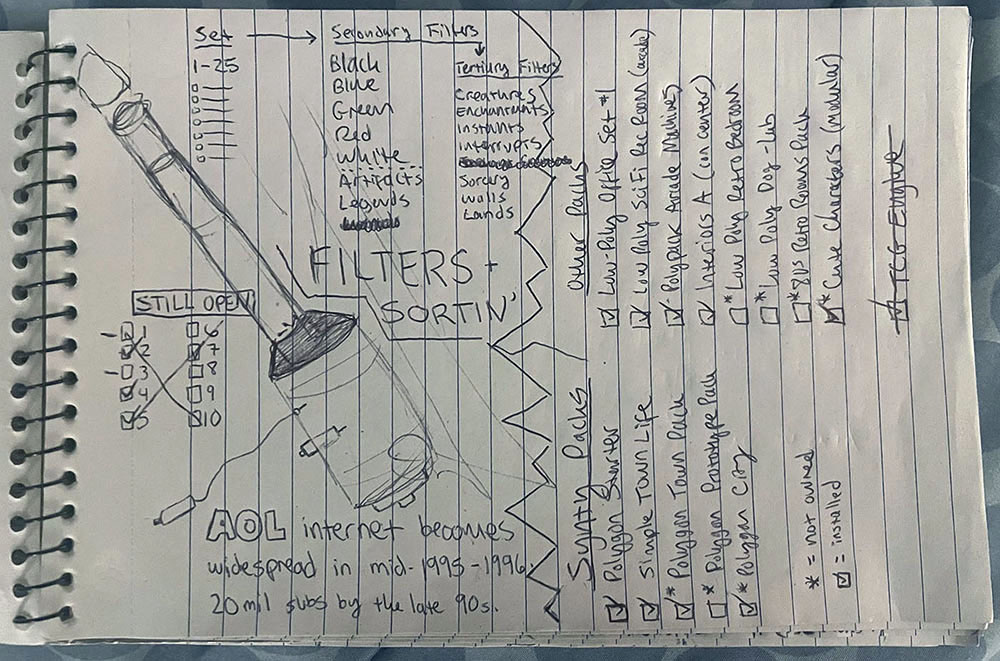 Set → Secondary Filters
1-25
Black
Blue
Green
Red
White
Artifacts
Legends
Tertiary Filters
Creatures
Enchantments
Instants
Interrupts
Sorcery
Walls
Lands
FILTERS +
SORTIN'
STILL OPEN
1 6
2 7
3 8
4 9
5 10
AOL internet becomes
widespread in mid-1995-1996.
20 mil subs by the late 90s.
Synty Packs
Polygon Starter
Simple Town Life
* Polygon Town Pack
* Polygon Prototype Pack
* Polygon City
* = not owned
☑ = installed
Other Packs
Low-Poly Office Set #1
Low Poly SciFi Rec Room (arcade)
Polypack Arcade Machines
Interiors A (con center)
* Low Poly Retro Bedroom
* Low Poly Dog-Lab
* 80s Retro Rooms Pack
* Cute Characters (modular)
TCG Engine